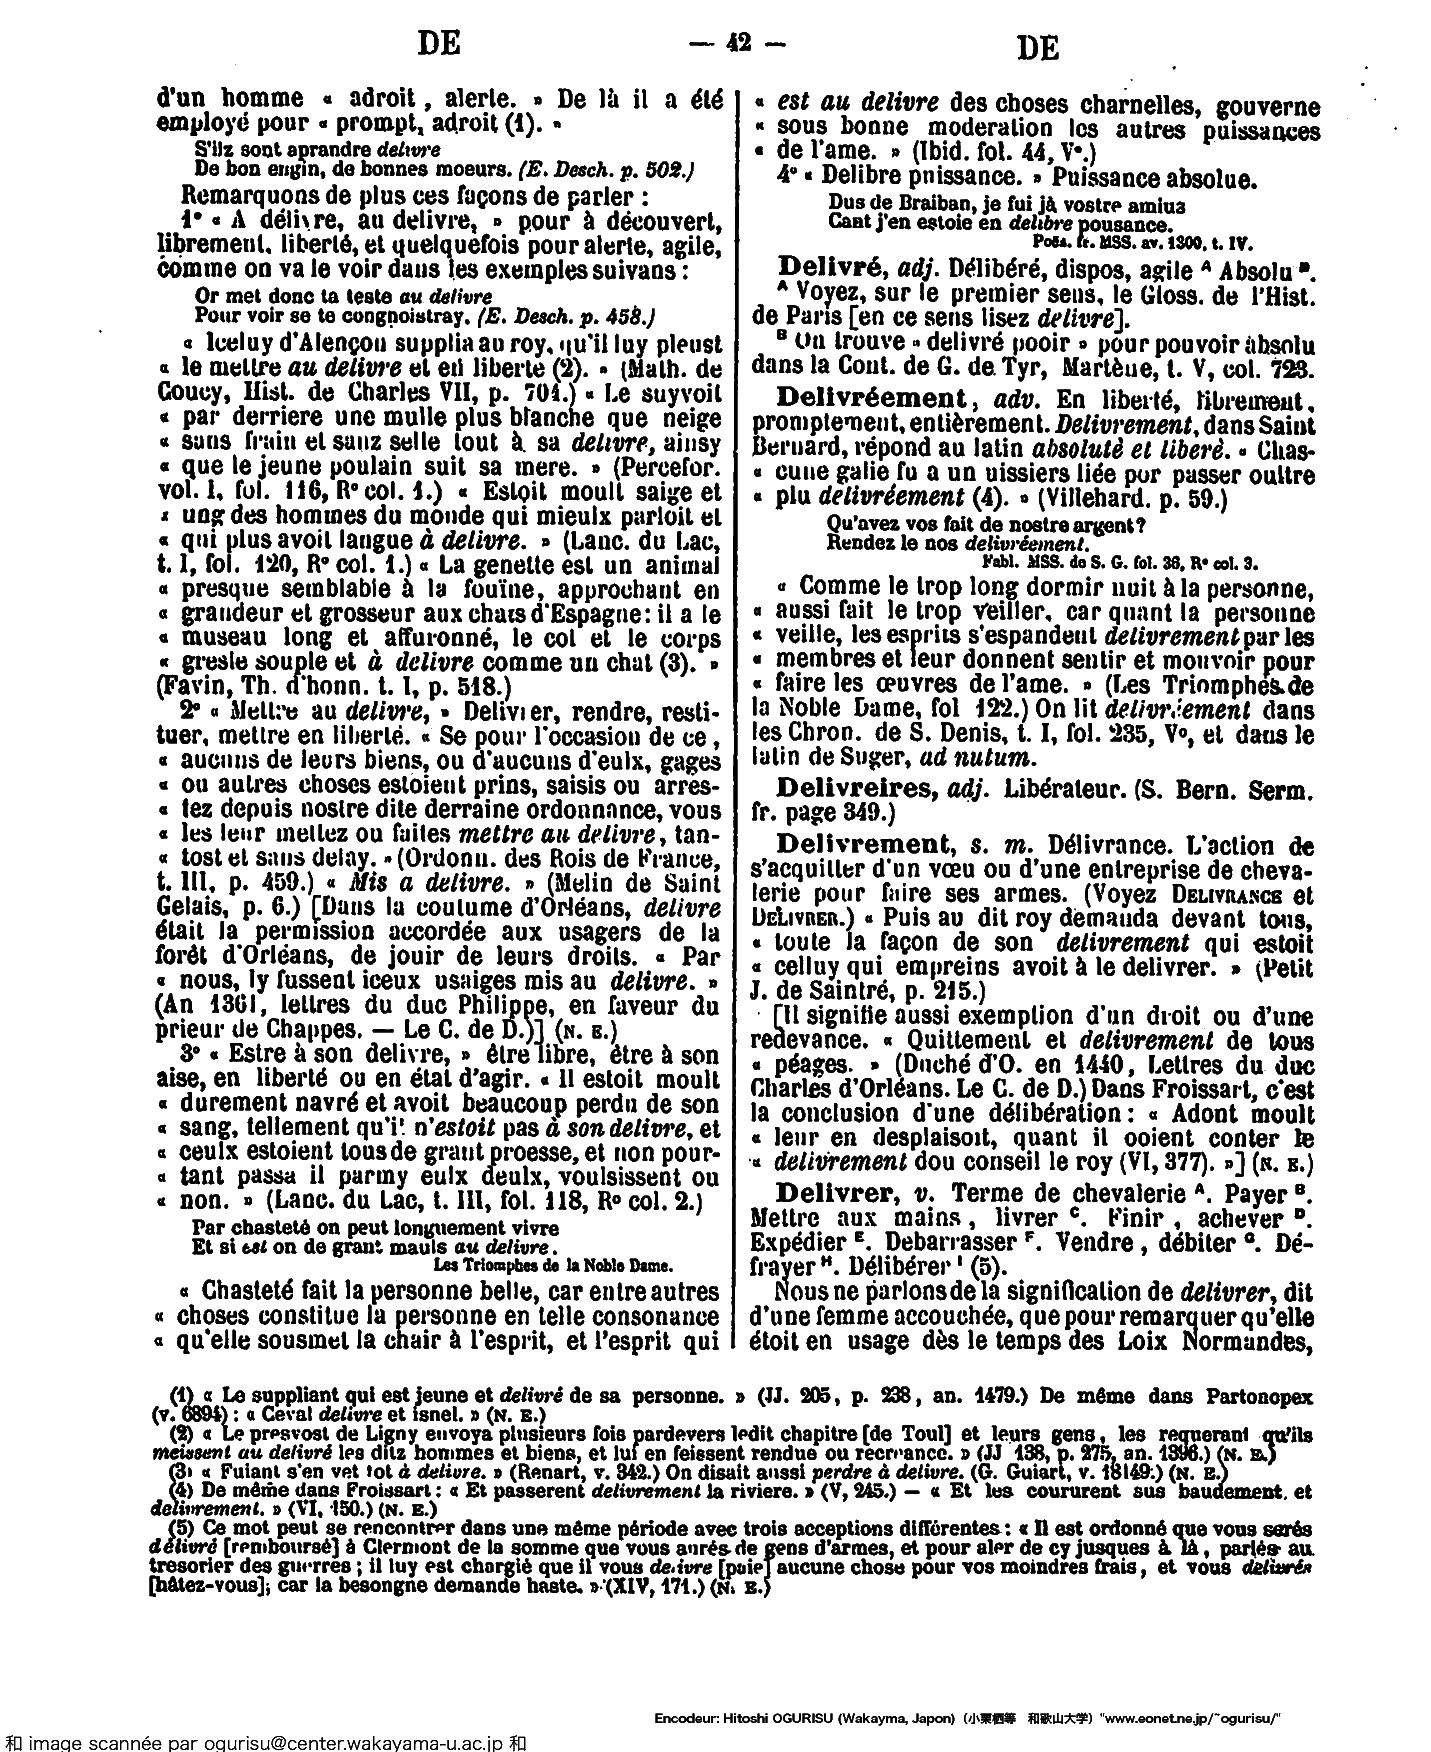 DE — 42 — DE
d'un homme « adroit, alerte. » De là il a été
employé pour « prompt, adroit (1). »
S'ilz sont aprandre delivre
De bon engin, de bonnes moeurs. (E. Desch. p. 502.)
Remarquons de plus ces façons de parler :
1° « A délivre, au delivre, » pour à découvert,
librement, liberté, et quelquefois pour alerte, agile,
comme on va le voir dans les exemples suivans :
Or met donc ta teste au delivre
Pour voir se te congnoistray. (E. Desch. p. 458.)
« Iceluy d'Alençou supplia au roy, qu'il luy pleust
« le mettre au delivre et en liberte (2). » (Math. de
Coucy, Hist. de Charles VII, p. 704.) « Le suyvoit
« par derriere une mulle plus blanche que neige
« sans frain et sanz selle tout à sa delivre, ainsy
« que le jeune poulain suit sa mere. » (Percefor.
vol. I, fol. 116, R° col. 1.) « Estoit moult saige et
« ung des hommes du monde qui mieulx parloit et
« qui plus avoit langue à delivre. » (Lanc. du Lac,
t. I, fol. 120, R° col. 1.) « La genette est un animal
« presque semblable à la fouïne, approchant en
« grandeur et grosseur aux chats d'Espagne: il a le
« museau long et affuronné, le col et le corps
« gresle souple et à delivre comme un chat (3). »
(Favin, Th. d'honn. t. I, p. 518.)
2° « Mettre au delivre, » Delivrer, rendre, resti-
tuer, mettre en liberté. « Se pour l'occasion de ce,
« aucuns de leurs biens, ou d'aucuns d'eulx, gages
« ou autres choses estoient prins, saisis ou arres-
« tez depuis nostre dite derraine ordonnance, vous
« les leur mettez ou faites mettre au delivre, tan-
« tost et sans delay. » (Ordonn. des Rois de France,
t. III, p. 459.) « Mis a delivre. » (Melin de Saint
Gelais, p. 6.) [Dans la coutume d'Orléans, delivre
était la permission accordée aux usagers de la
forêt d'Orléans, de jouir de leurs droits. « Par
« nous, ly fussent iceux usaiges mis au delivre. »
(An 1361, lettres du duc Philippe, en faveur du
prieur de Chappes. — Le C. de D.)] (N. E.)
3° « Estre à son delivre, » être libre, être à son
aise, en liberté ou en état d'agir. « Il estoit moult
« durement navré et avoit beaucoup perdu de son
« sang, tellement qu'il n'estoit pas à son delivre, et
« ceulx estoient tous de grant proesse, et non pour-
« tant passa il parmy eulx deulx, voulsissent ou
« non. » (Lanc. du Lac, t. III, fol. 118, R° col. 2.)
Par chasteté on peut longuement vivre
Et si est on de grant mauls au delivre.
Les Triomphes de la Noble Dame.
« Chasteté fait la personne belle, car entre autres
« choses constitue la personne en telle consonance
« qu'elle sousmet la chair à l'esprit, et l'esprit qui
« est au delivre des choses charnelles, gouverne
« sous bonne moderation les autres puissances
« de l'ame. » (Ibid. fol. 44, V°.)
4° « Delibre puissance. » Puissance absolue.
Dus de Braiban, je fui jà vostre amius
Cant j'en estoie en delibre pousance.
Poës. fr. MSS. av. 1300, t. IV.
Delivré, adj. Délibéré, dispos, agile A Absolu B.
A Voyez, sur le premier sens, le Gloss. de l'Hist.
de Paris [en ce sens lisez delivre].
B On trouve « delivré pooir » pour pouvoir absolu
dans la Cont. de G. de Tyr, Martène, t. V, col. 723.
Delivréement, adv. En liberté, librement,
promptement, entièrement. Delivrement, dans Saint
Bernard, répond au latin absolutè et liberè. « Chas-
« cune galie fu a un uissiers liée por passer oultre
« plu delivréement (4). » (Villehard. p. 59.)
Qu'avez vos fait de nostre argent?
Rendez le nos delivréement.
Fabl. MSS. de S. G. fol. 36, R° col. 3.
« Comme le trop long dormir nuit à la personne,
« aussi fait le trop veiller, car quant la personne
« veille, les esprits s'espandent delivrement par les
« membres et leur donnent sentir et mouvoir pour
« faire les œuvres de l'ame. » (Les Triomphes de
la Noble Dame, fol 122.) On lit delivréement dans
les Chron. de S. Denis, t. I, fol. 235, V°, et dans le
latin de Suger, ad nutum.
Delivreires, adj. Libérateur. (S. Bern. Serm.
fr. page 349.)
Delivrement, s. m. Délivrance. L'action de
s'acquitter d'un vœu ou d'une entreprise de cheva-
lerie pour faire ses armes. (Voyez DELIVRANCE et
DELIVRER.) « Puis au dit roy demanda devant tous,
« toute la façon de son delivrement qui estoit
« celluy qui empreins avoit à le delivrer. » (Petit
J. de Saintré, p. 215.)
[Il signifie aussi exemption d'un droit ou d'une
redevance. « Quittement et delivrement de tous
« péages. » (Duché d'O. en 1440, Lettres du duc
Charles d'Orléans. Le C. de D.) Dans Froissart, c'est
la conclusion d'une délibération : « Adont moult
« leur en desplaisoit, quant il ooient conter le
« delivrement dou conseil le roy (VI, 377). »] (N. E.)
Delivrer, v. Terme de chevalerie A. Payer B.
Mettre aux mains, livrer C. Finir, achever D.
Expédier E. Debarrasser F. Vendre, débiter G. Dé-
frayer H. Délibérer I (5).
Nous ne parlons de la signification de delivrer, dit
d'une femme accouchée, que pour remarquer qu'elle
étoit en usage dès le temps des Loix Normandes,
(1) « Le suppliant qui est jeune et delivré de sa personne. » (JJ. 205, p. 238, an. 1479.) De même dans Partonopex
(v. 6894) : « Ceval delivre et isnel. » (N. E.)
(2) « Le presvost de Ligny envoya plusieurs fois pardevers ledit chapitre [de Toul] et leurs gens, les requerant qu'ils
meissent au delivré les ditz hommes et biens, et lui en feissent rendue ou recreance. » (JJ 138, p. 275, an. 1396.) (N. E.)
(3) « Fuiant s'en vet tot à delivre. » (Renart, v. 342.) On disait aussi perdre à delivre. (G. Guiart, v. 18149.) (N. E.)
(4) De même dans Froissart : « Et passerent delivrement la riviere. » (V, 245.) — « Et les coururent sus baudement, et
delivrement. » (VI, 150.) (N. E.)
(5) Ce mot peut se rencontrer dans une même période avec trois acceptions différentes : « Il est ordonné que vous serés
délivré [remboursé] à Clermont de la somme que vous aurés de gens d'armes, et pour aler de cy jusques à là, parlés au
tresorier des guerres ; il luy est chargié que il vous delivre [paie] aucune chose pour vos moindres frais, et vous delivrés
[hâtez-vous]; car la besongne demande haste. » (XIV, 171.) (N. E.)
Encodeur: Hitoshi OGURISU (Wakayma, Japon) (小栗栖等 和歌山大学) "www.eonet.ne.jp/~ogurisu/"
和 image scannée par ogurisu@center.wakayama-u.ac.jp 和